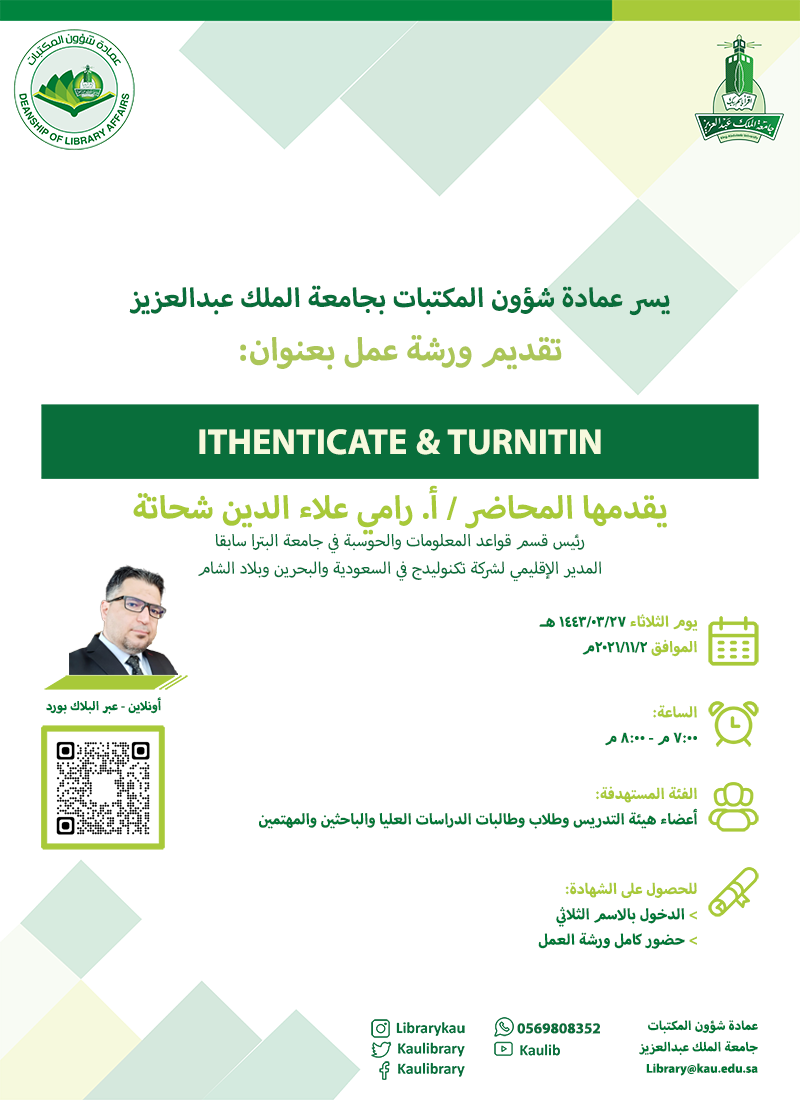 عمادة شؤون المكتبات
DEANSHIP OF LIBRARY AFFAIRS
جامعة الملك عبدالعزيز
يسر عمادة شؤون المكتبات بجامعة الملك عبدالعزيز
تقديم ورشة عمل بعنوان:
ITHENTICATE & TURNITIN
يقدمها المحاضر / أ. رامي علاء الدين شحاتة
رئيس قسم قواعد المعلومات والحوسبة في جامعة البترا سابقا
المدير الإقليمي لشركة تكنوليدج في السعودية والبحرين وبلاد الشام
يوم الثلاثاء ١٤٤٣/٠٣/٢٧ هـ
الموافق ٢٠٢١/١١/٢م
أونلاين - عبر البلاك بورد
الساعة:
٧:٠٠ م - ٨:٠٠ م
الفئة المستهدفة:
أعضاء هيئة التدريس وطلاب وطالبات الدراسات العليا والباحثين والمهتمين
للحصول على الشهادة:
> الدخول بالاسم الثلاثي
> حضور كامل ورشة العمل
عمادة شؤون المكتبات
جامعة الملك عبدالعزيز
Library@kau.edu.sa
0569808352
Kaulib
Librarykau
Kaulibrary
Kaulibrary